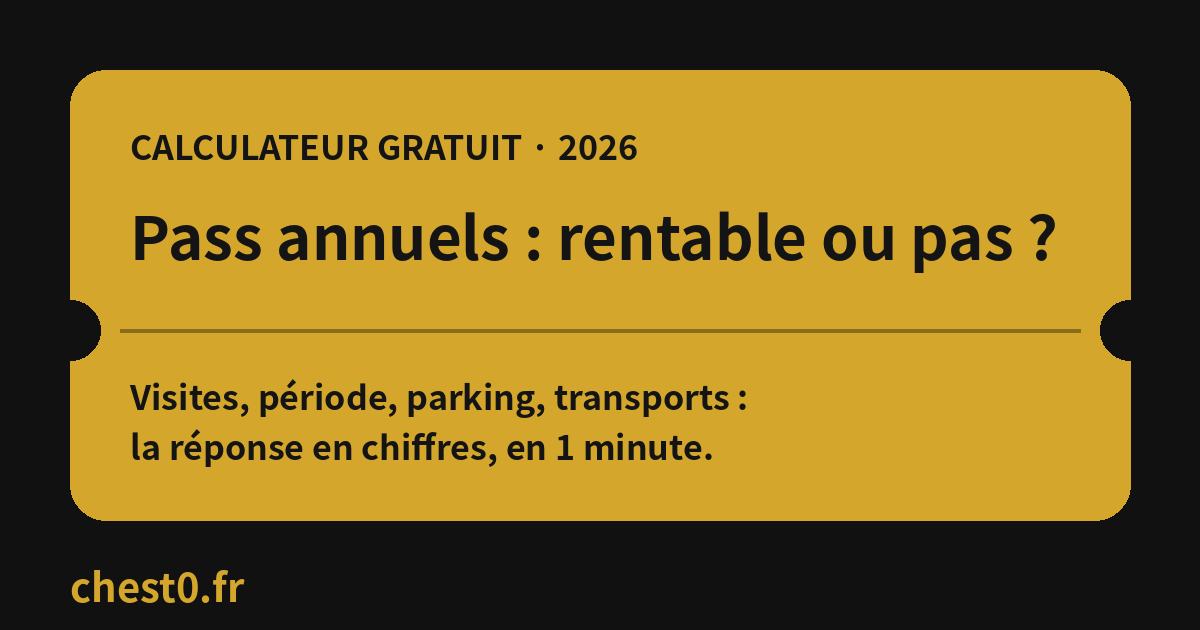 CALCULATEUR GRATUIT · 2026
Pass annuels : rentable ou pas ?
Visites, période, parking, transports :
la réponse en chiffres, en 1 minute.
chest0.fr